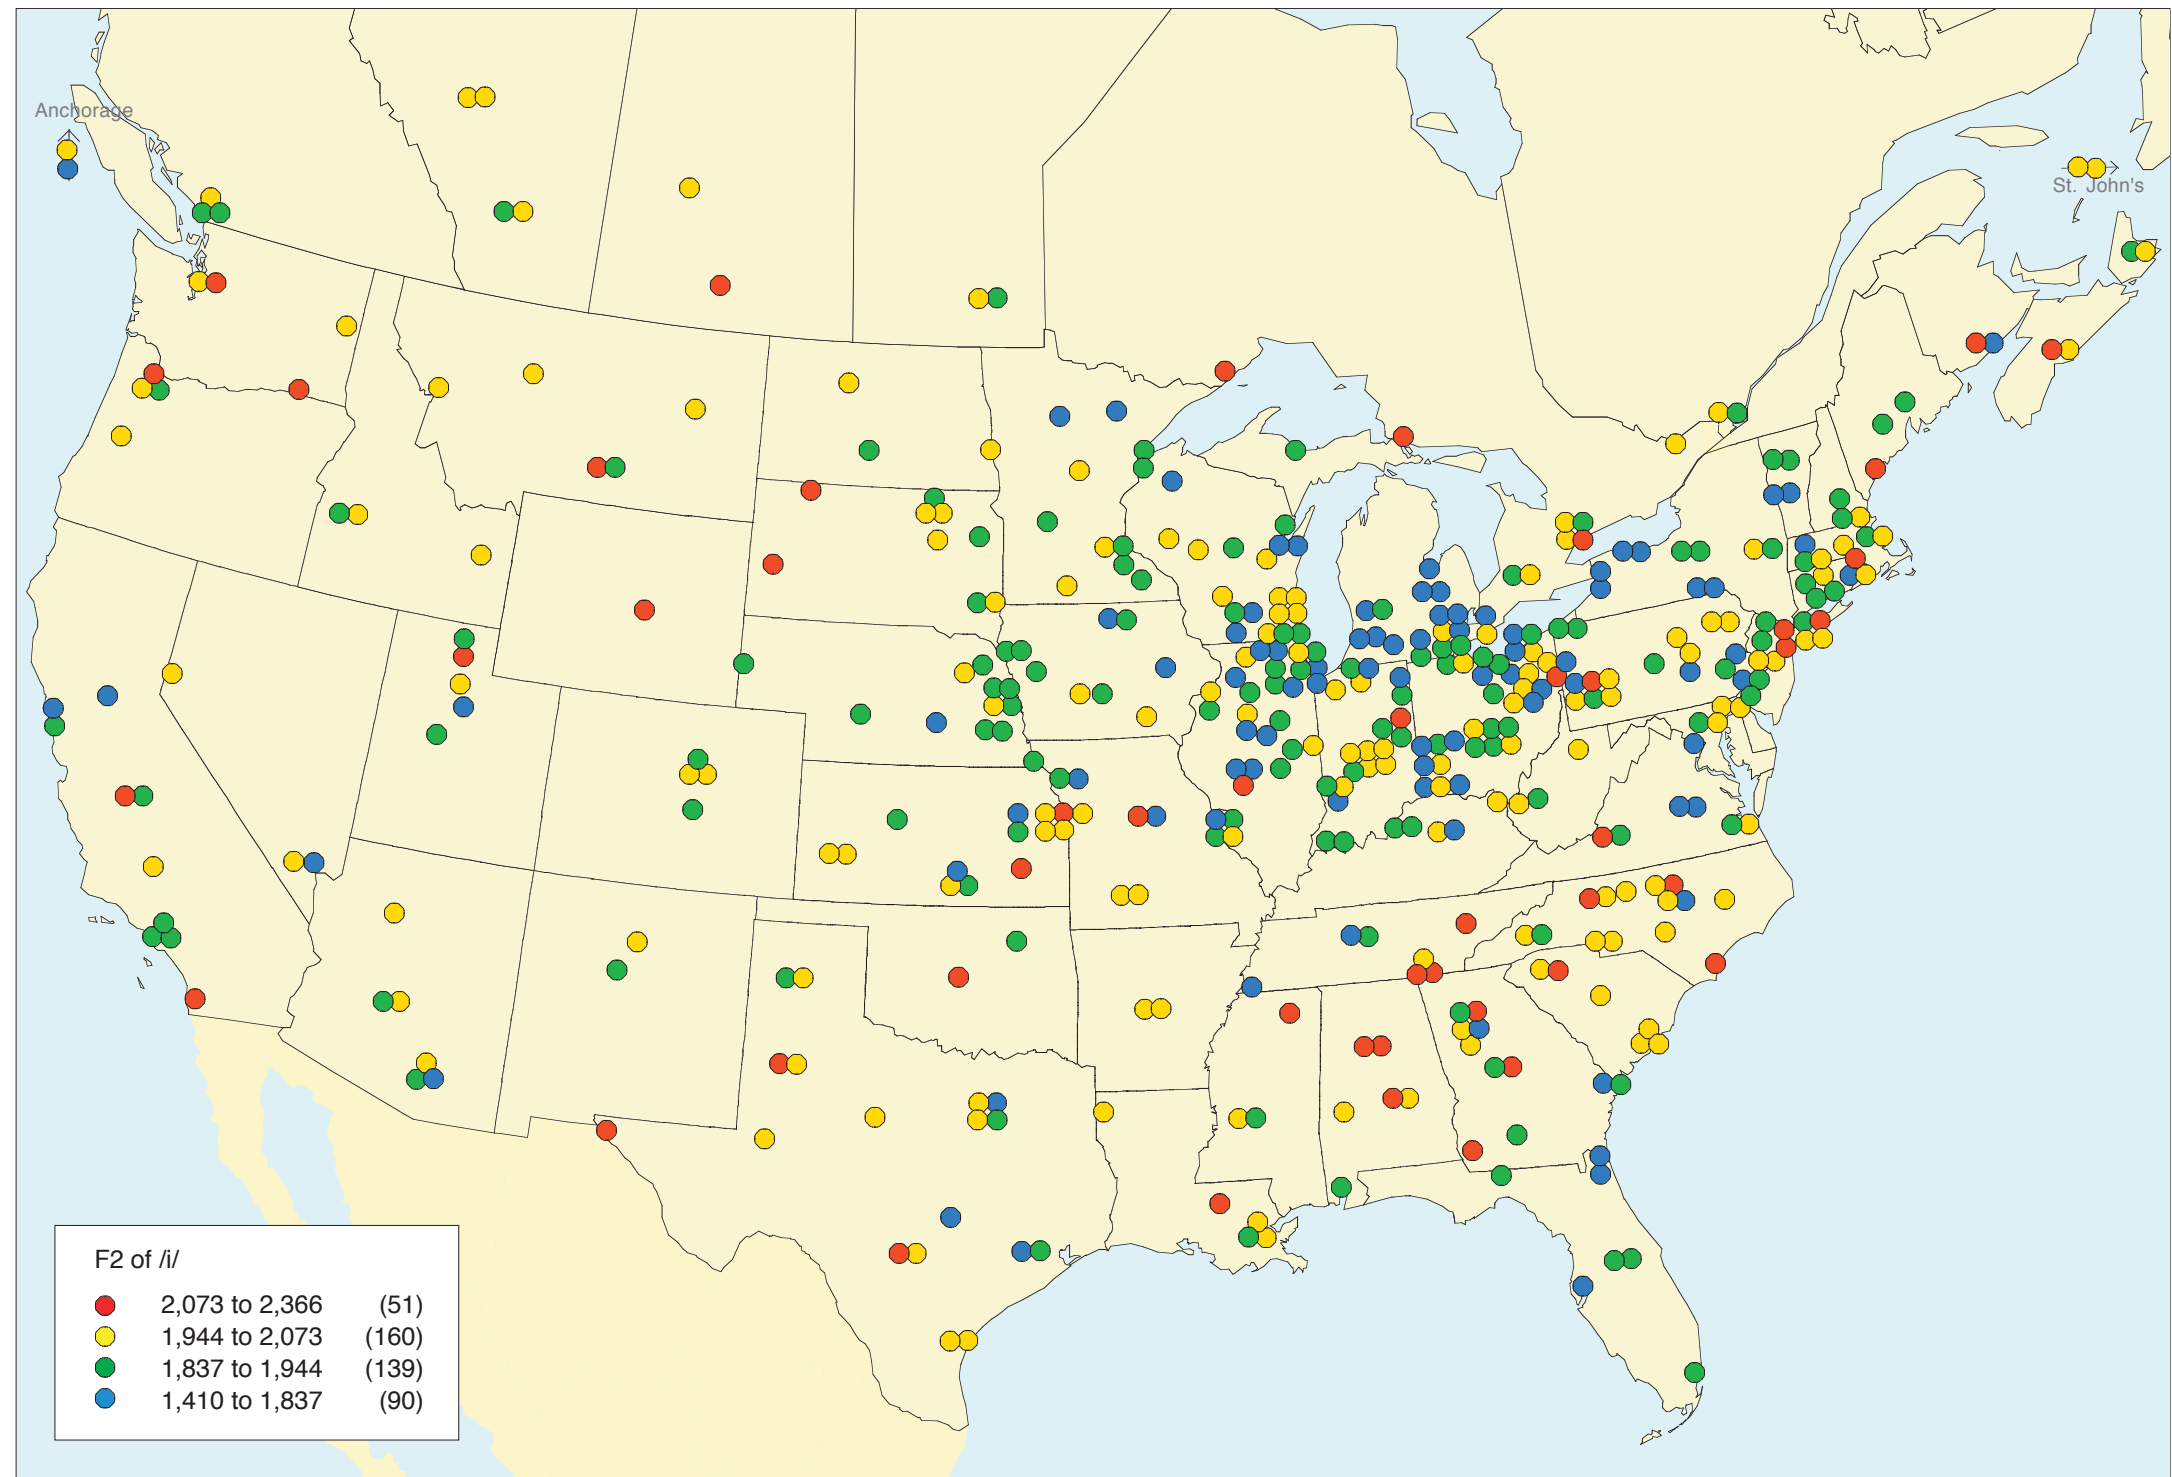 Anchorage
St. John's
F2 of /i/
2,073 to 2,366 (51)
1,944 to 2,073 (160)
1,837 to 1,944 (139)
1,410 to 1,837 (90)